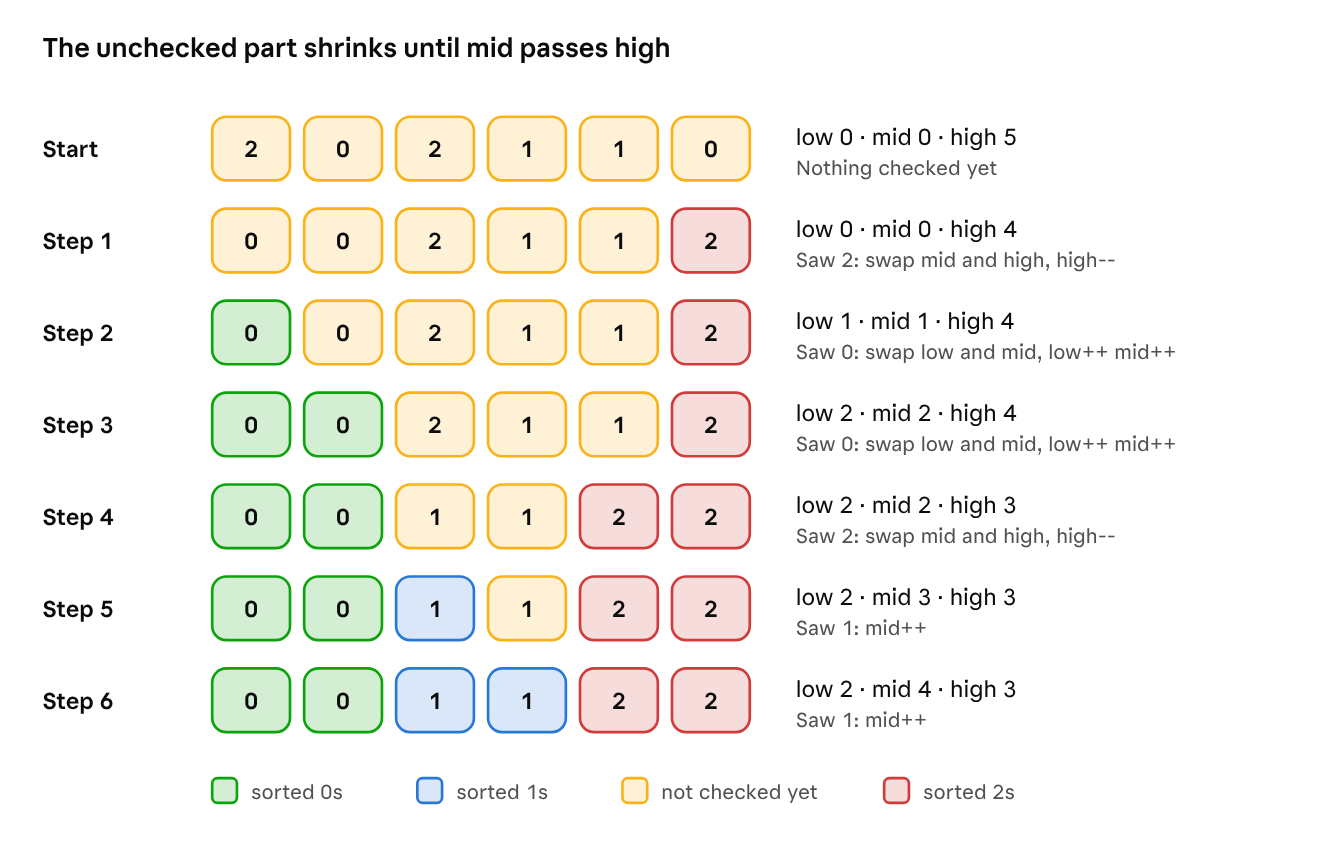 The unchecked part shrinks until mid passes high
Start 2 0 2 1 1 0 low 0 · mid 0 · high 5
Nothing checked yet
Step 1 0 0 2 1 1 2 low 0 · mid 0 · high 4
Saw 2: swap mid and high, high--
Step 2 0 0 2 1 1 2 low 1 · mid 1 · high 4
Saw 0: swap low and mid, low++ mid++
Step 3 0 0 2 1 1 2 low 2 · mid 2 · high 4
Saw 0: swap low and mid, low++ mid++
Step 4 0 0 1 1 2 2 low 2 · mid 2 · high 3
Saw 2: swap mid and high, high--
Step 5 0 0 1 1 2 2 low 2 · mid 3 · high 3
Saw 1: mid++
Step 6 0 0 1 1 2 2 low 2 · mid 4 · high 3
Saw 1: mid++
sorted 0s sorted 1s not checked yet sorted 2s